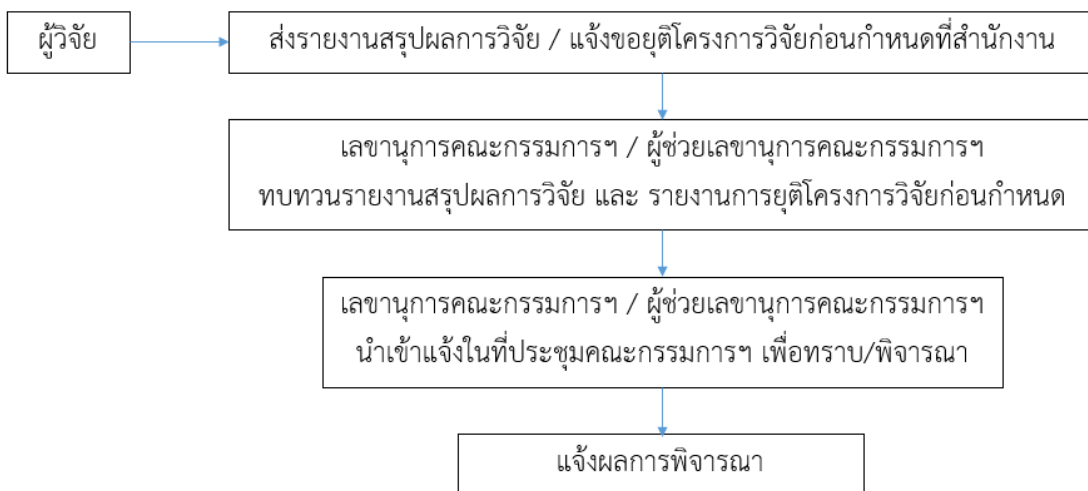 ผู้วิจัย
ส่งรายงานสรุปผลการวิจัย / แจ้งขอยุติโครงการวิจัยก่อนกำหนดที่สำนักงาน
เลขานุการคณะกรรมการฯ / ผู้ช่วยเลขานุการคณะกรรมการฯ
ทบทวนรายงานสรุปผลการวิจัย และ รายงานการยุติโครงการวิจัยก่อนกำหนด
เลขานุการคณะกรรมการฯ / ผู้ช่วยเลขานุการคณะกรรมการฯ
นำเข้าแจ้งในที่ประชุมคณะกรรมการฯ เพื่อทราบ/พิจารณา
แจ้งผลการพิจารณา